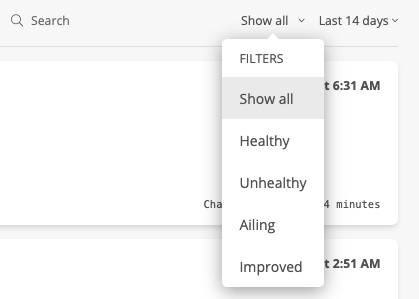 Search
Show all
Last 14 days
FILTERS
Show all
6:31 AM
Healthy
Unhealthy
4 minutes
Ailing
Improved
2:51 AM